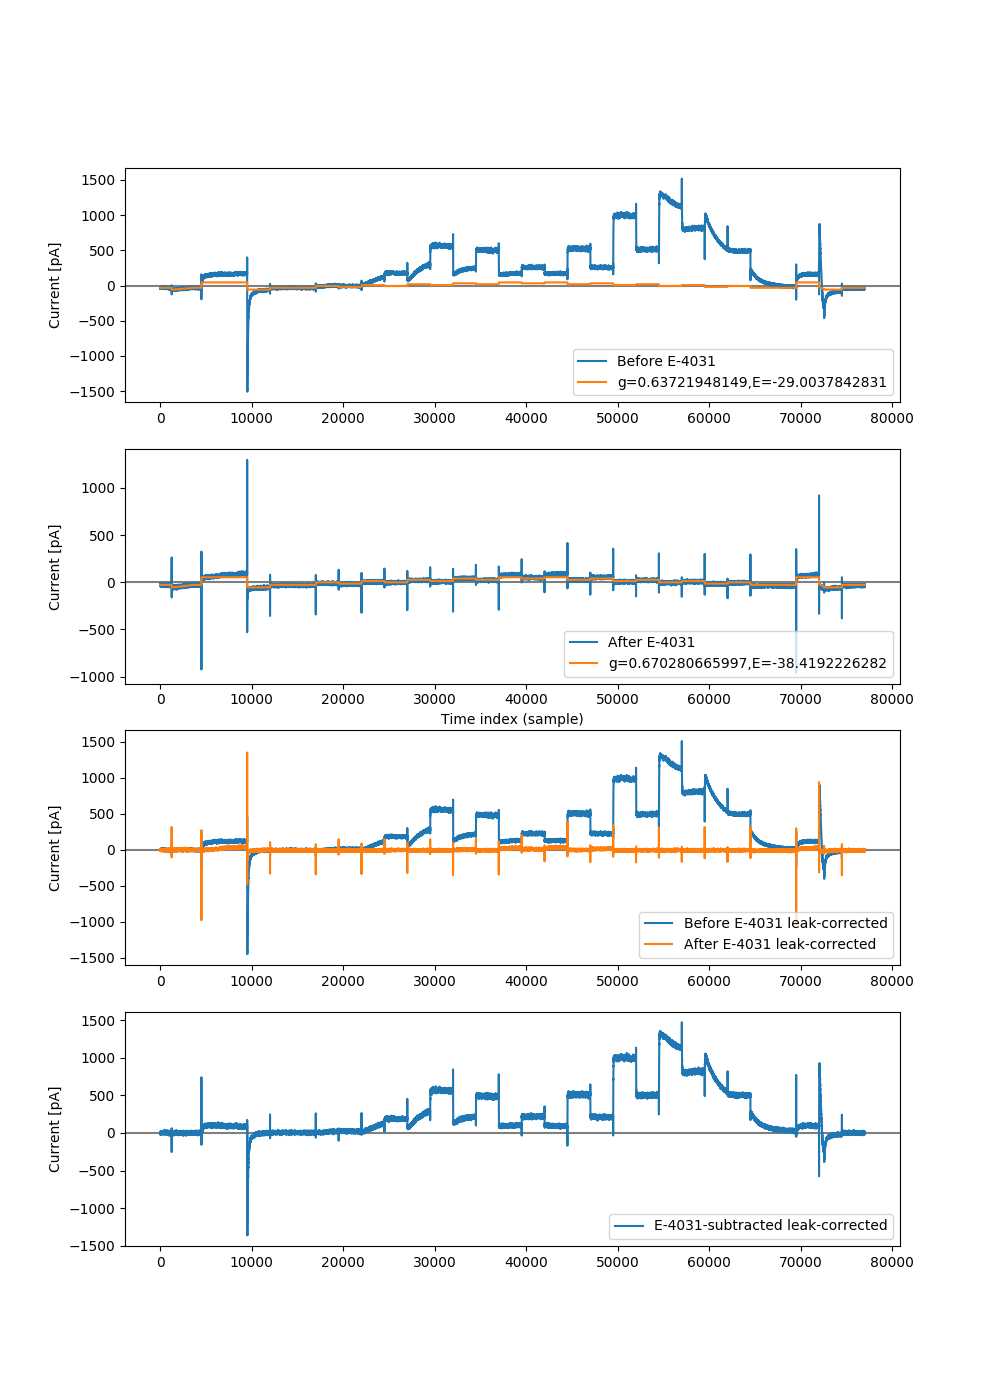 1500
1000
500
0
−500
−1000
−1500
Current [pA]
Before E-4031
g=0.63721948149,E=-29.0037842831
0 10000 20000 30000 40000 50000 60000 70000 80000
1000
500
0
−500
−1000
Current [pA]
After E-4031
g=0.670280665997,E=-38.4192226282
0 10000 20000 30000 40000 50000 60000 70000 80000
Time index (sample)
1500
1000
500
0
−500
−1000
−1500
Current [pA]
Before E-4031 leak-corrected
After E-4031 leak-corrected
0 10000 20000 30000 40000 50000 60000 70000 80000
1500
1000
500
0
−500
−1000
−1500
Current [pA]
E-4031-subtracted leak-corrected
0 10000 20000 30000 40000 50000 60000 70000 80000